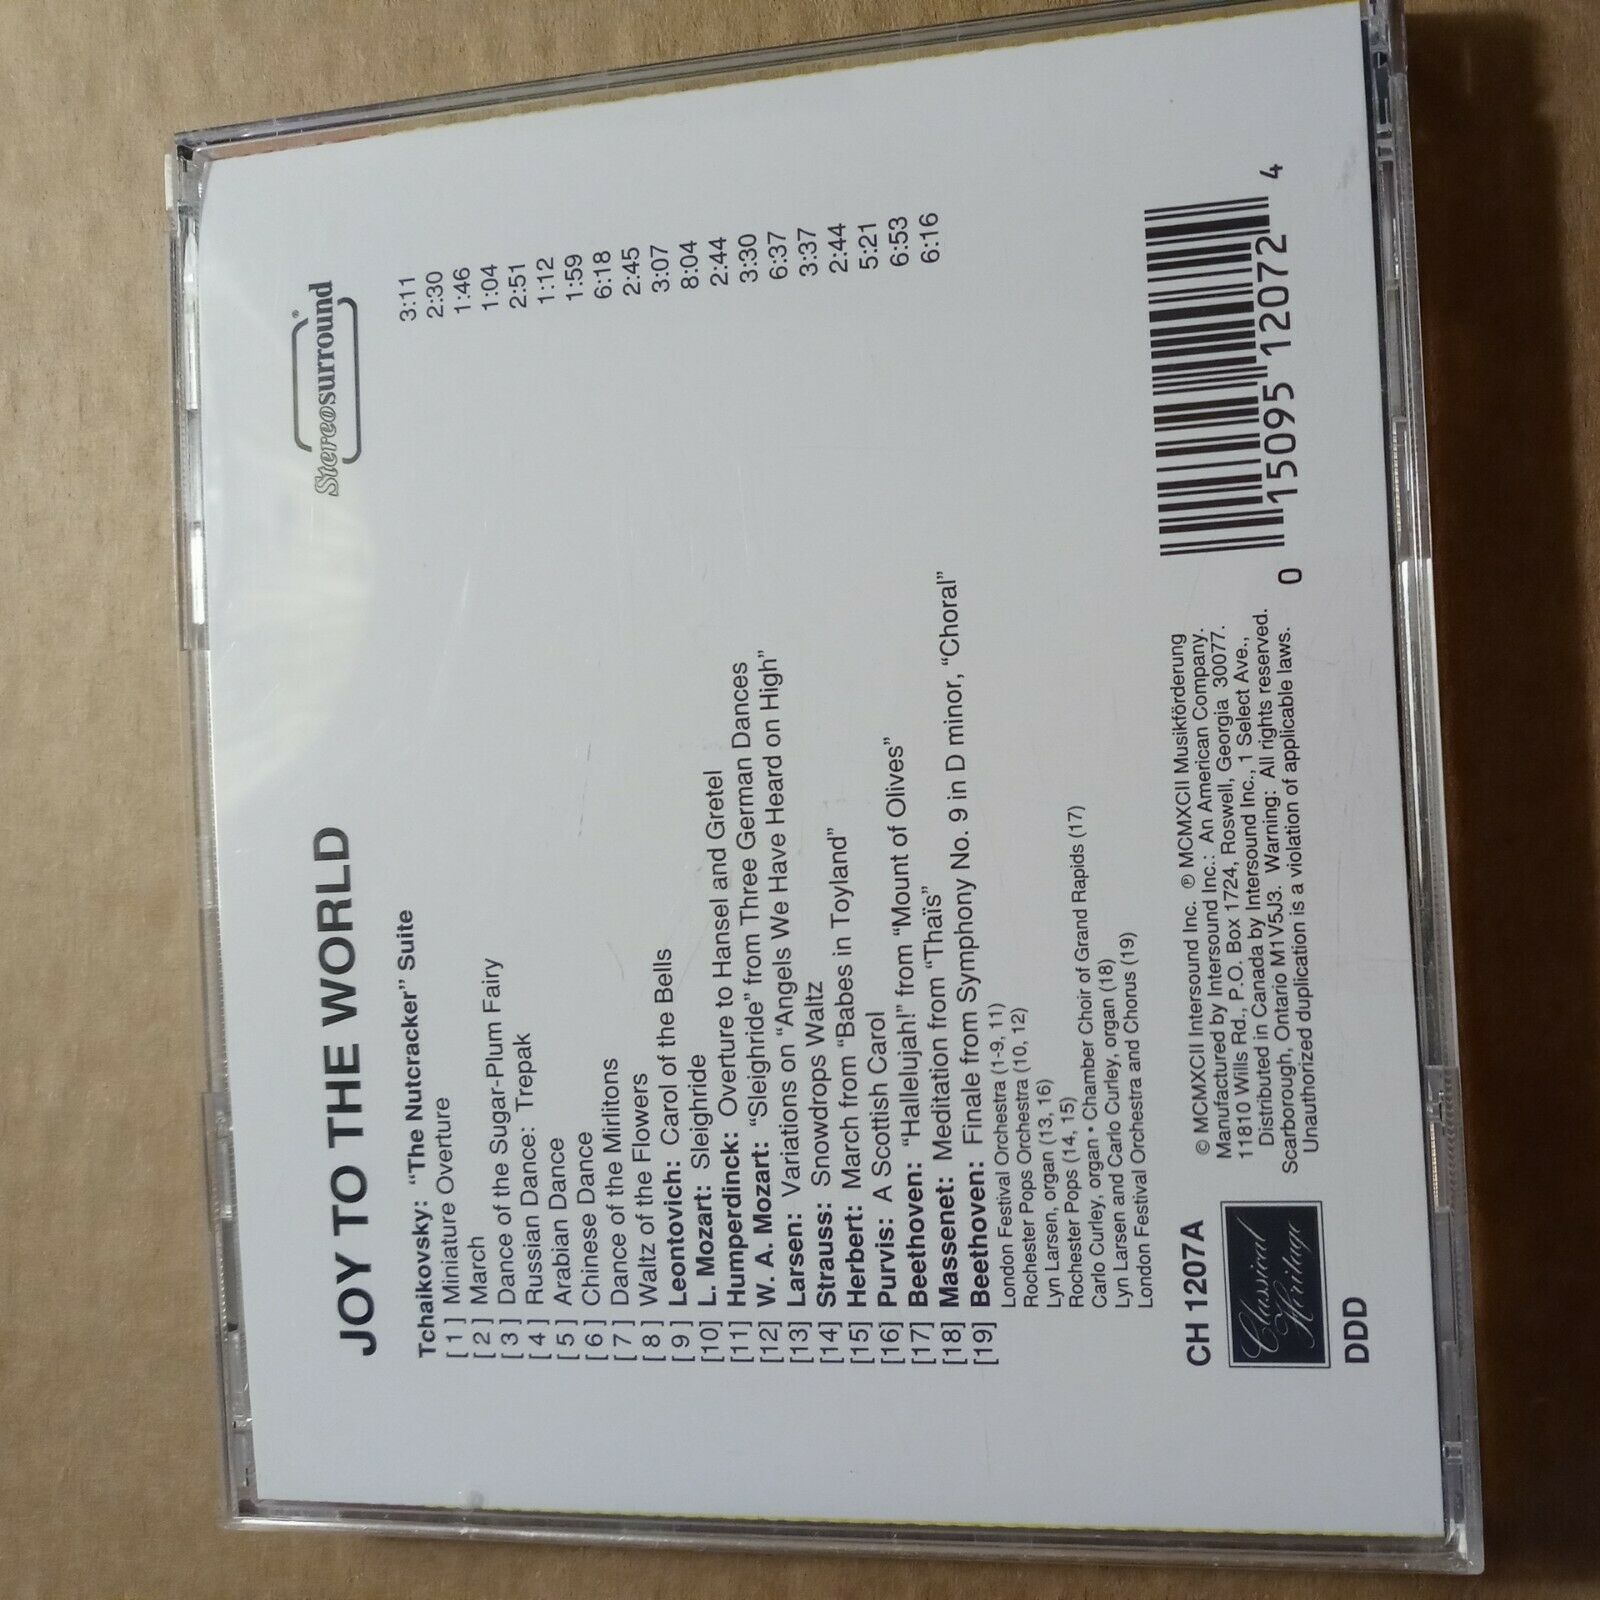 JOY TO THE WORLD
Stereosurround®
Tchaikovsky: “The Nutcracker” Suite
[ 1 ] Miniature Overture 3:11
[ 2 ] March 2:30
[ 3 ] Dance of the Sugar-Plum Fairy 1:46
[ 4 ] Russian Dance: Trepak 1:04
[ 5 ] Arabian Dance 2:51
[ 6 ] Chinese Dance 1:12
[ 7 ] Dance of the Mirlitons 1:59
[ 8 ] Waltz of the Flowers 6:18
[ 9 ] Leontovich: Carol of the Bells 2:45
[10] L. Mozart: Sleighride 3:07
[11] Humperdinck: Overture to Hansel and Gretel 8:04
[12] W. A. Mozart: “Sleighride” from Three German Dances 2:44
[13] Larsen: Variations on “Angels We Have Heard on High” 3:30
[14] Strauss: Snowdrops Waltz 6:37
[15] Herbert: March from “Babes in Toyland” 3:37
[16] Purvis: A Scottish Carol 2:44
[17] Beethoven: “Hallelujah!” from “Mount of Olives” 5:21
[18] Massenet: Meditation from “Thaïs” 6:53
[19] Beethoven: Finale from Symphony No. 9 in D minor, “Choral” 6:16
London Festival Orchestra (1-9, 11)
Rochester Pops Orchestra (10, 12)
Lyn Larsen, organ (13, 16)
Rochester Pops (14, 15)
Carlo Curley, organ • Chamber Choir of Grand Rapids (17)
Lyn Larsen and Carlo Curley, organ (18)
London Festival Orchestra and Chorus (19)
CH 1207A
Classical
Heritage
DDD
© MCMXCII Intersound Inc. ℗ MCMXCII Musikförderung
Manufactured by Intersound Inc.: An American Company.
11810 Wills Rd., P.O. Box 1724, Roswell, Georgia 30077.
Distributed in Canada by Intersound Inc., 1 Select Ave.,
Scarborough, Ontario M1V5J3. Warning: All rights reserved.
Unauthorized duplication is a violation of applicable laws.
0 15095 12072 4